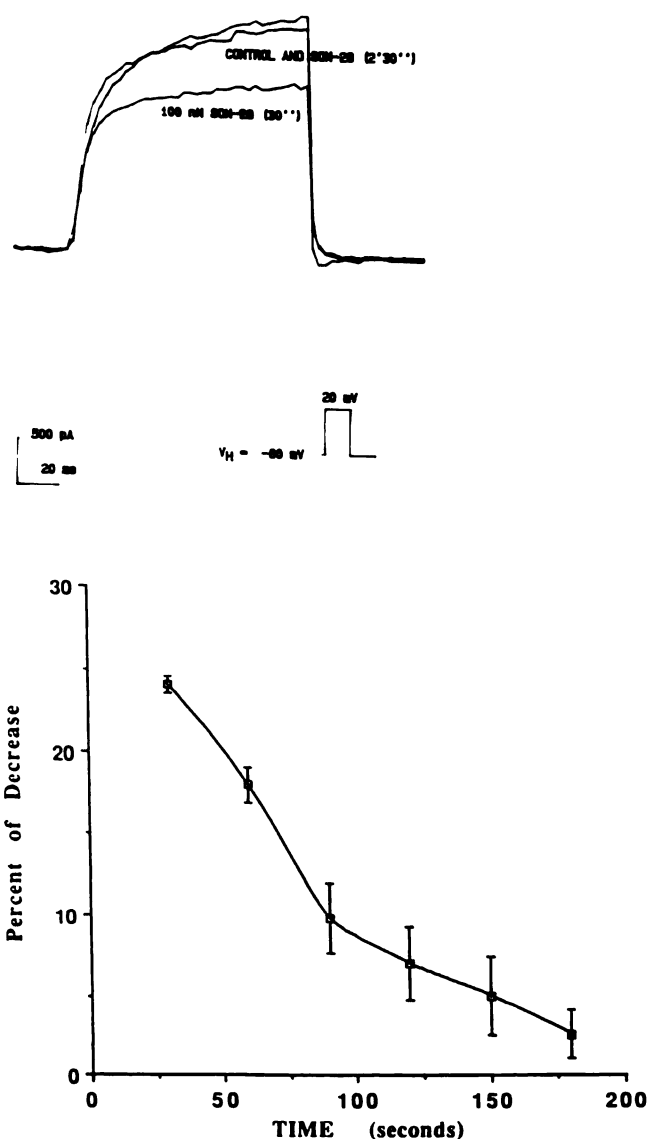 CONTROL AND SOM-28 (2'30'')
100 nM SOM-28 (30'')
20 mV
500 pA
20 ms
VH = -60 mV
30
20
10
0
Percent of Decrease
0 50 100 150 200
TIME (seconds)